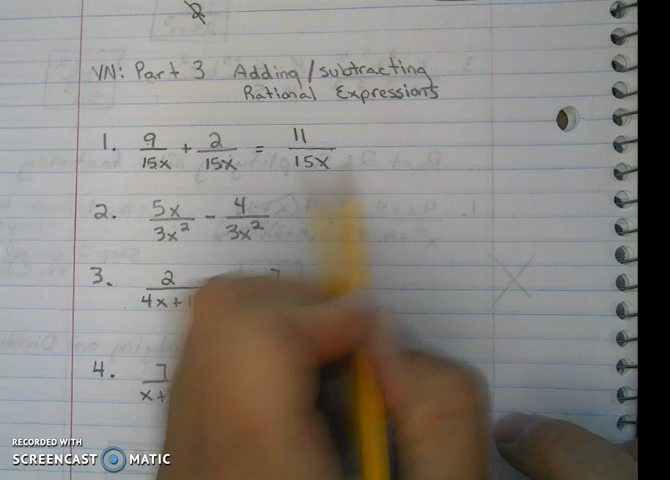 VN: Part 3 Adding/subtracting
Rational Expressions
1. 9/15x + 2/15x = 11/15x
2. 5x/3x² - 4/3x²
3. 2/4x+1 7
4. 7/x+
RECORDED WITH
SCREENCAST O MATIC